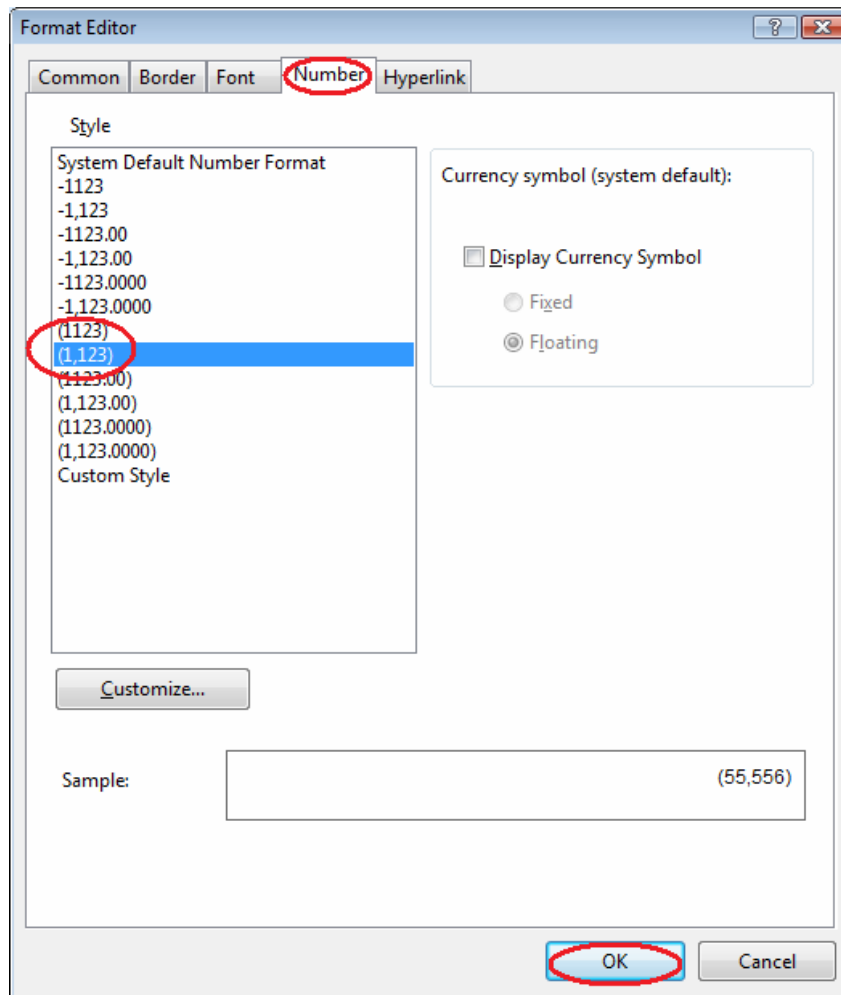 Format Editor
Common Border Font Number Hyperlink
Style
System Default Number Format
-1123
-1,123
-1123.00
-1,123.00
-1123.0000
-1,123.0000
(1123)
(1,123)
(1123.00)
(1,123.00)
(1123.0000)
(1,123.0000)
Custom Style
Currency symbol (system default):
Display Currency Symbol
Fixed
Floating
Customize...
Sample:
(55,556)
OK Cancel